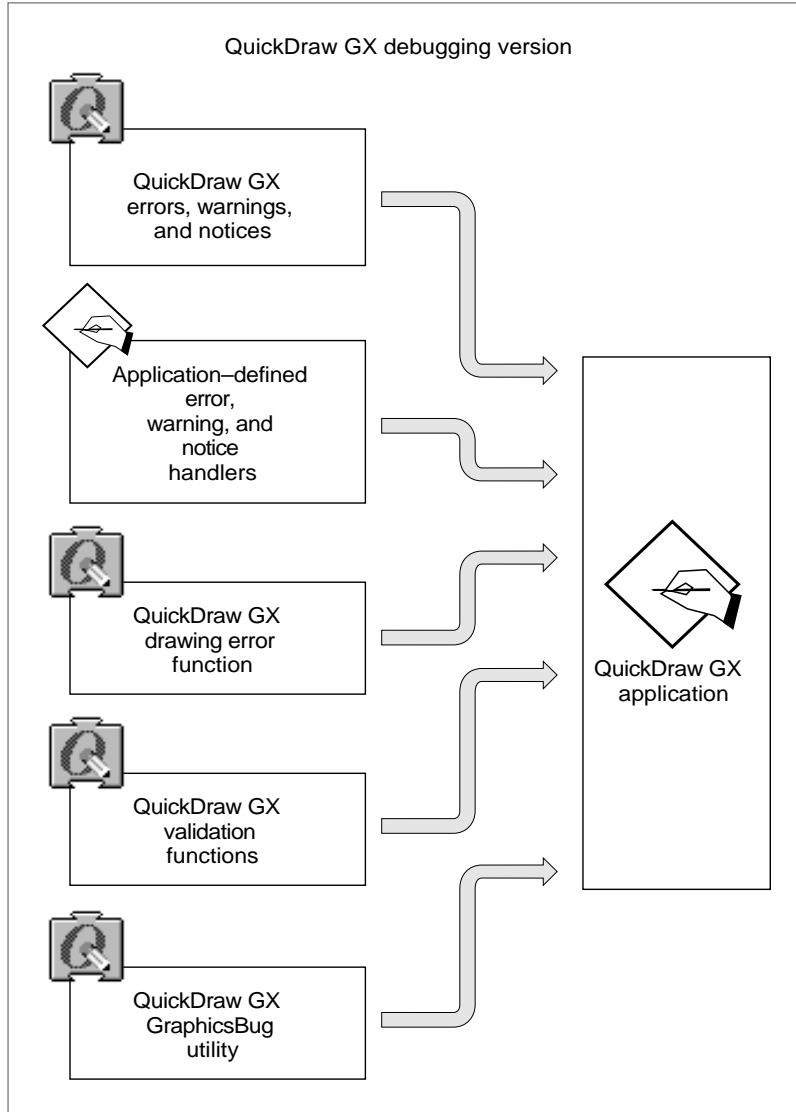 QuickDraw GX debugging version
QuickDraw GX
errors, warnings,
and notices
Application–defined
error,
warning, and
notice
handlers
QuickDraw GX
drawing error
function
QuickDraw GX
validation
functions
QuickDraw GX
GraphicsBug
utility
QuickDraw GX
application